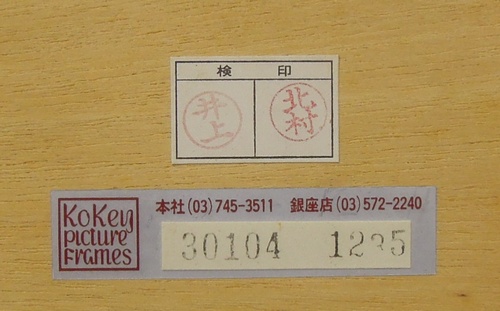 検 印
井上
北村
KoKey
picture
Frames
本社(03)745-3511 銀座店(03)572-2240
30104 1235